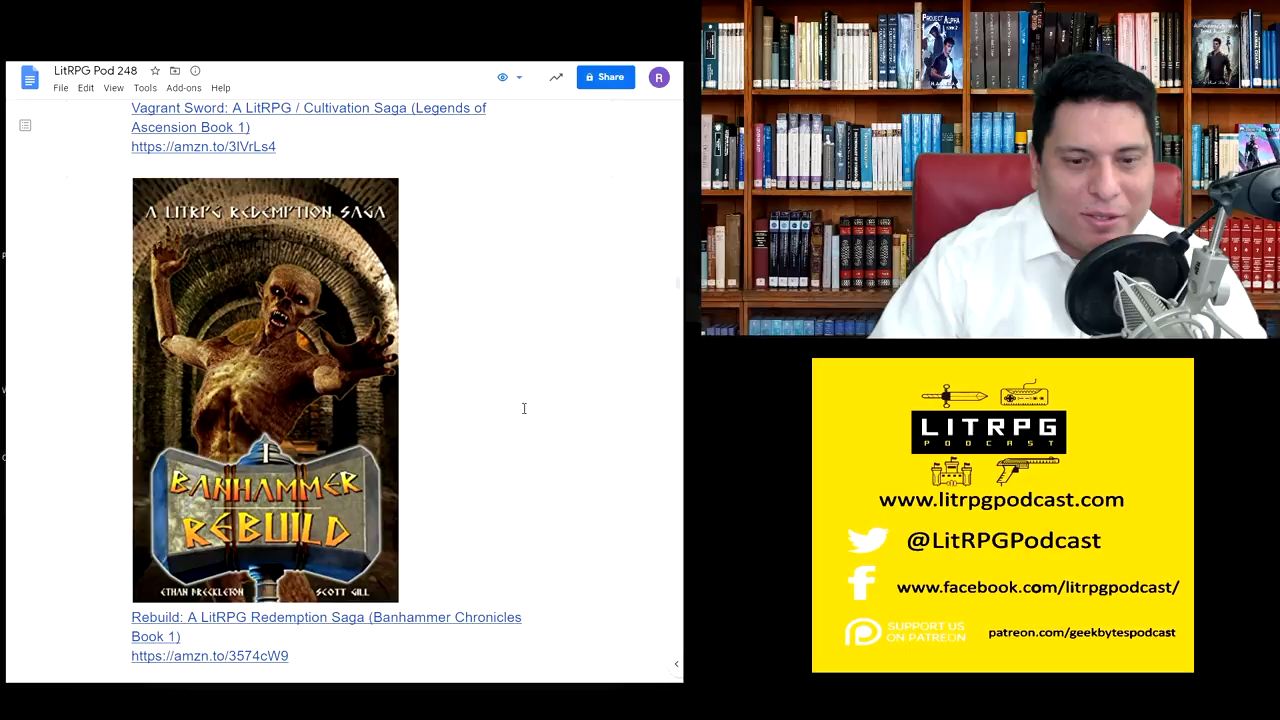 LitRPG Pod 248
File Edit View Tools Add-ons Help
Share
R
Vagrant Sword: A LitRPG / Cultivation Saga (Legends of
Ascension Book 1)
https://amzn.to/3IVrLs4
A LITRPG REDEMPTION SAGA
BANHAMMER
REBUILD
ETHAN BRECKLETON SCOTT GILL
Rebuild: A LitRPG Redemption Saga (Banhammer Chronicles
Book 1)
https://amzn.to/3574cW9
PROJECT ALPHA
LITRPG
PODCAST
www.litrpgpodcast.com
@LitRPGPodcast
www.facebook.com/litrpgpodcast/
SUPPORT US
ON PATREON
patreon.com/geekbytespodcast